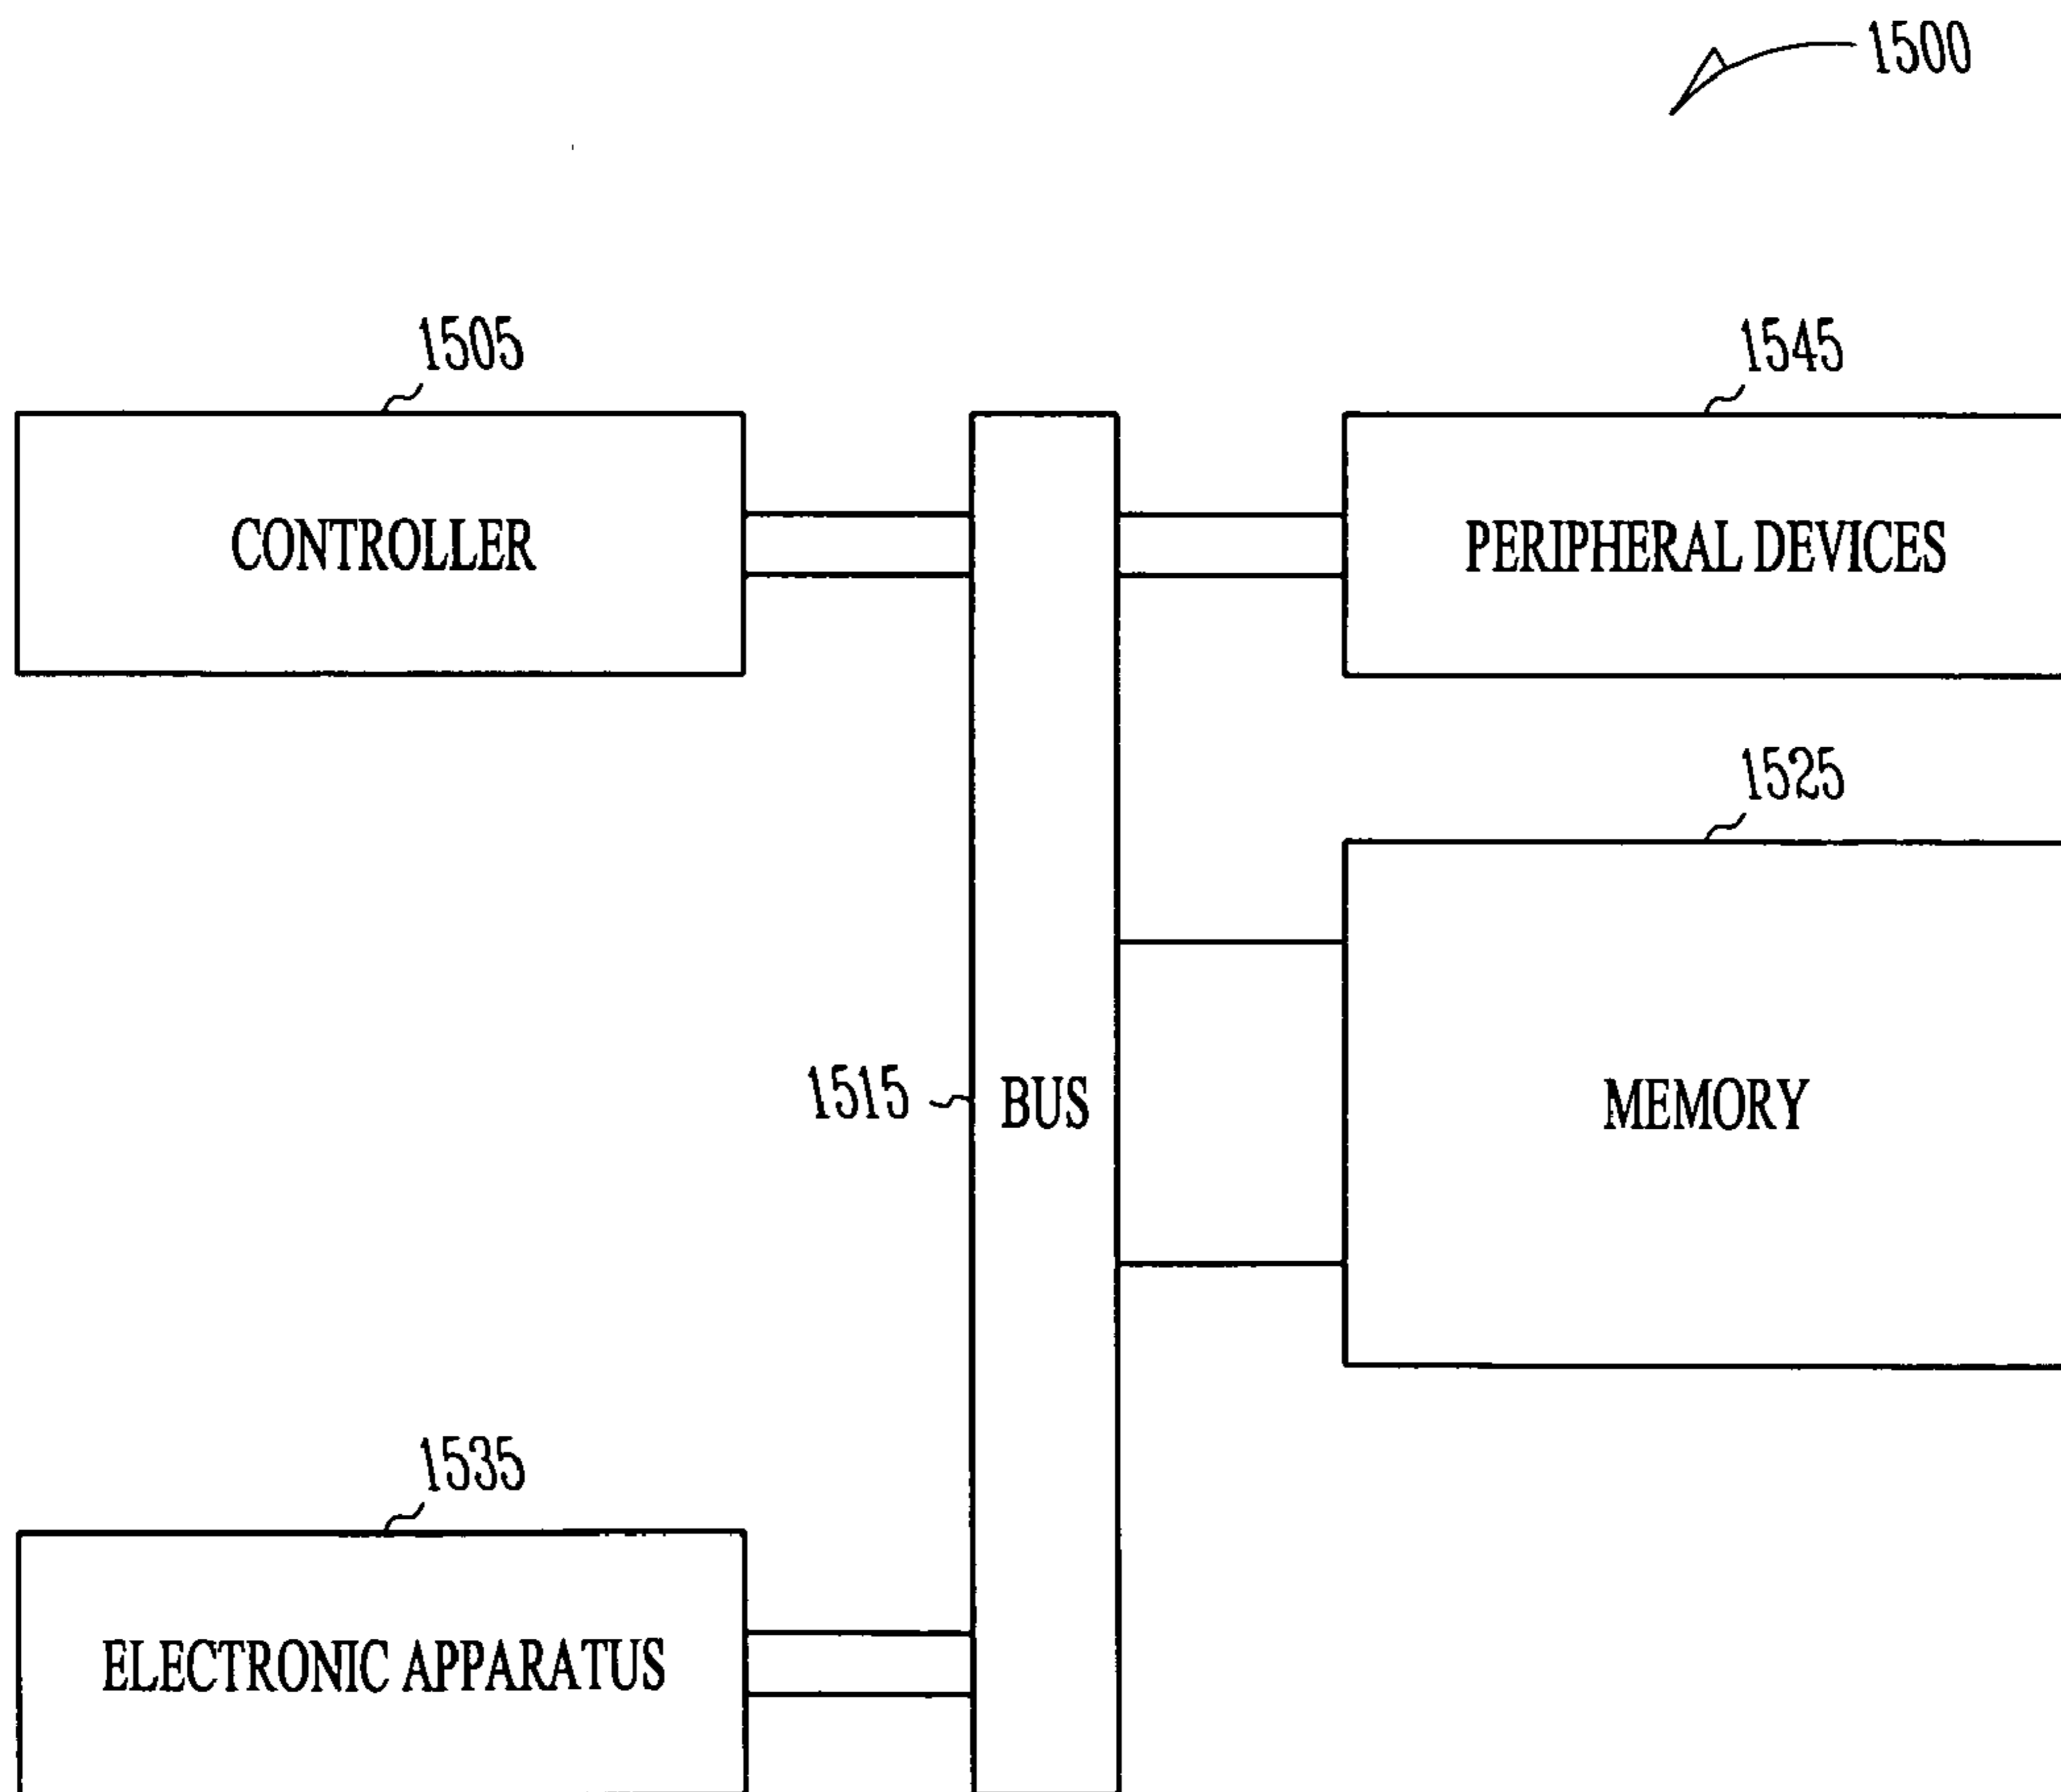 1500
1505
1545
CONTROLLER
PERIPHERAL DEVICES
1525
1515
BUS
MEMORY
1535
ELECTRONIC APPARATUS